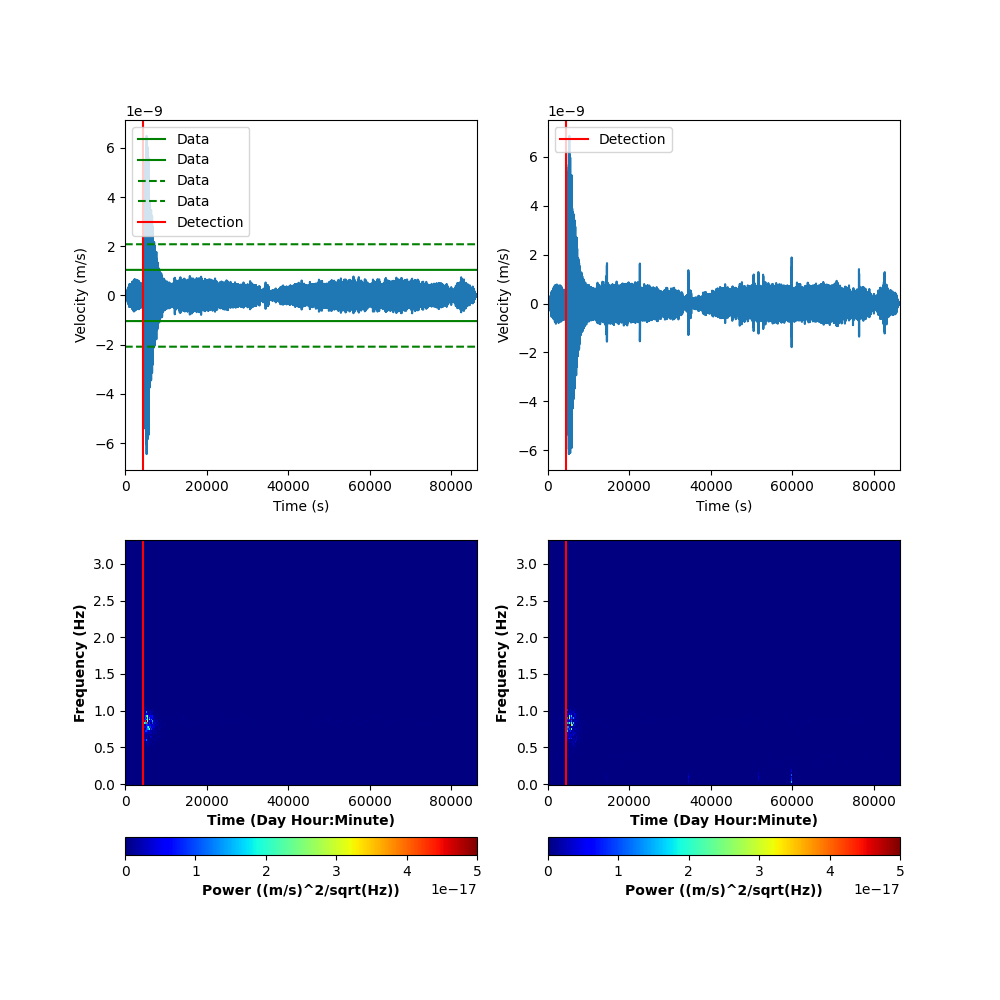 1e−9
Data
Data
Data
Data
Detection
6
4
2
0
−2
−4
−6
Velocity (m/s)
0 20000 40000 60000 80000
Time (s)
1e−9
Detection
6
4
2
0
−2
−4
−6
Velocity (m/s)
0 20000 40000 60000 80000
Time (s)
3.0
2.5
2.0
1.5
1.0
0.5
0.0
Frequency (Hz)
0 20000 40000 60000 80000
Time (Day Hour:Minute)
0 1 2 3 4 5
1e−17
Power ((m/s)^2/sqrt(Hz))
3.0
2.5
2.0
1.5
1.0
0.5
0.0
Frequency (Hz)
0 20000 40000 60000 80000
Time (Day Hour:Minute)
0 1 2 3 4 5
1e−17
Power ((m/s)^2/sqrt(Hz))